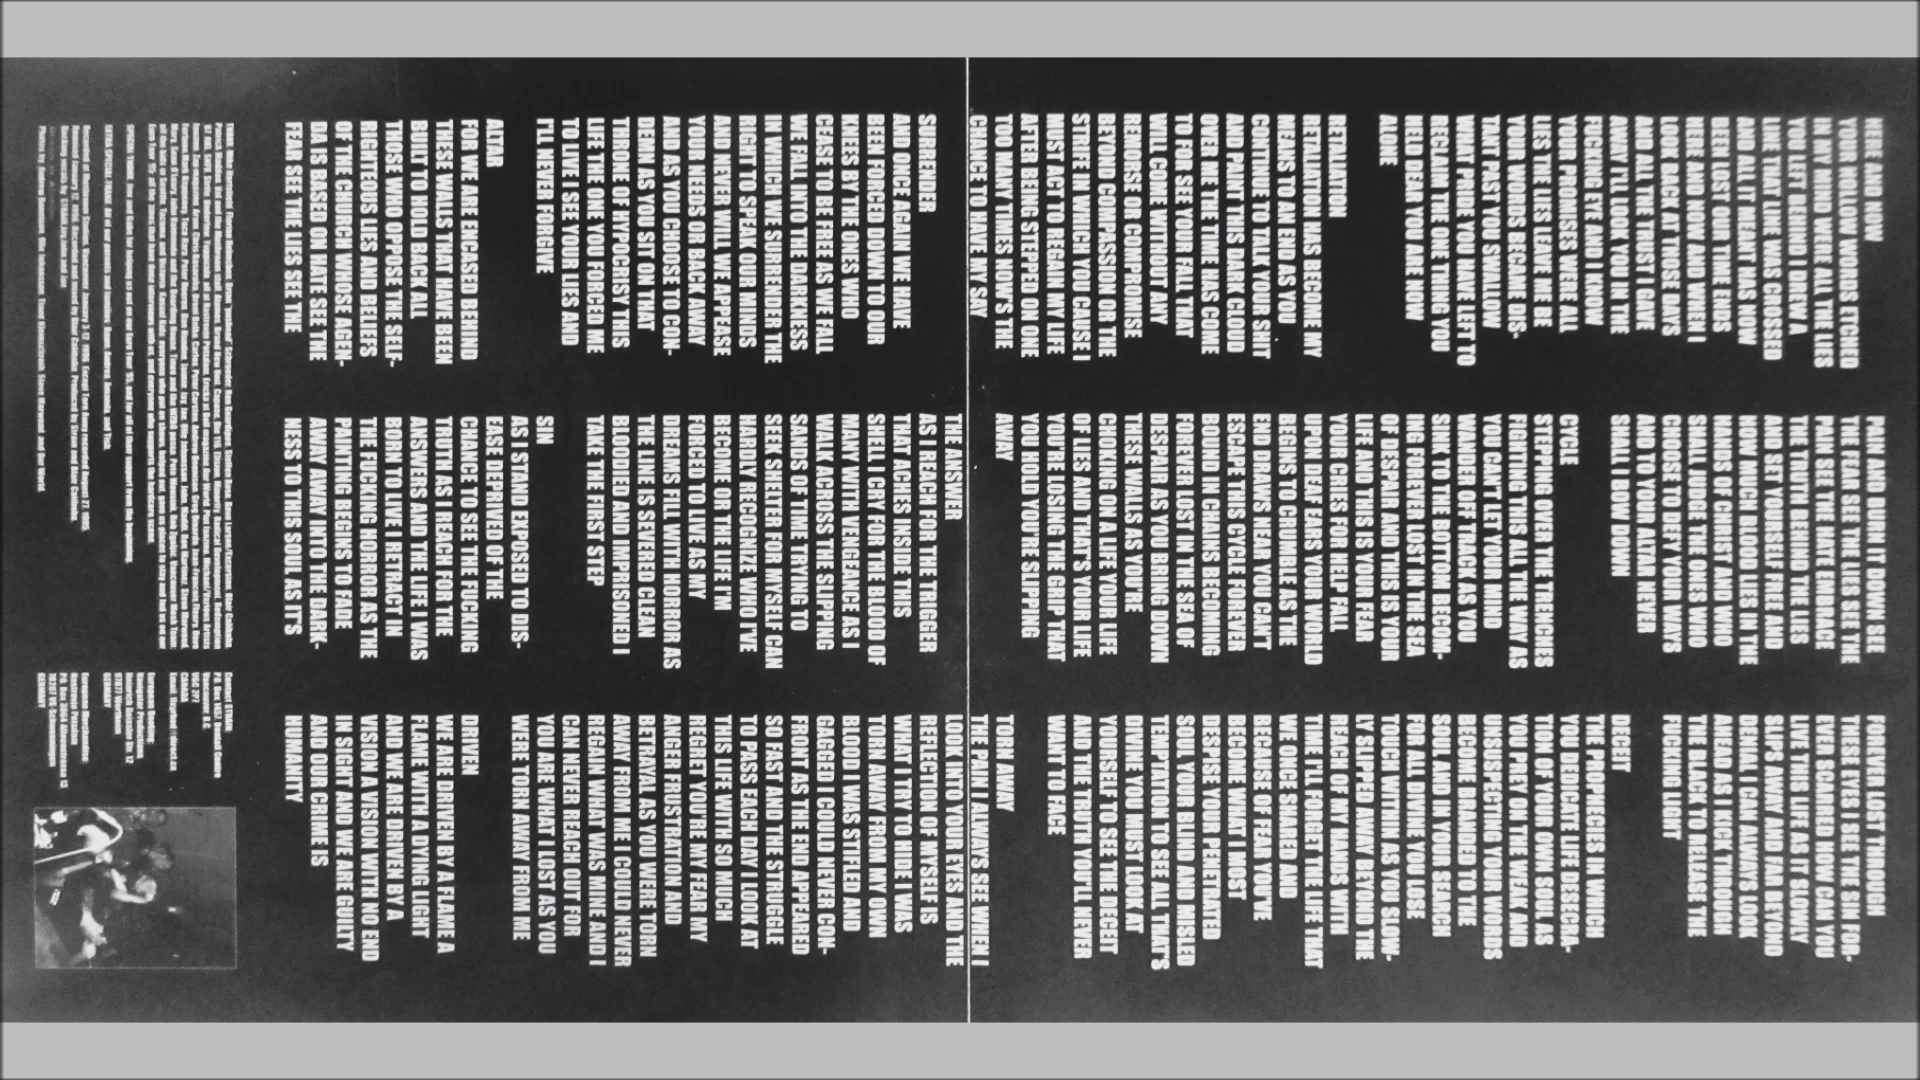 HERE AND NOW
YOUR HOLLOW WORDS ETCHED
IN MY MIND WERE ALL THE LIES
YOU LEFT BEHIND I DREW A
LINE THAT YOU'VE CROSSED
AND ALL IT MEANT HAS NOW
BEEN LOST ONE TIME ENDS
HERE AND NOW AND WHEN I
LOOK BACK AT THOSE DAYS
AND ALL THE TRUST I GAVE
AWAY I'LL LOOK YOU IN THE
FUCKING EYE AND I KNOW
YOUR PROMISES WERE ALL
LIES THE LIES LEAVE ME BE
YOUR WORDS BECAME DIS-
TANT PAST YOU SWALLOW
WHAT PRIDE YOU HAVE LEFT TO
RECLAIM THE ONE THING YOU
HELD DEAR YOU ARE NOW
ALONE
RETALIATION
RETALIATION HAS BECOME MY
MEANS TO AN END AS YOU
CONTINUE TO TALK YOUR SHIT
AND PAINT THIS DARK CLOUD
OVER ME THE TIME HAS COME
TO FOR SEE YOUR FALL THAT
WILL COME WITHOUT ANY
REMORSE OR COMPROMISE
BEYOND COMPASSION OR THE
STRIFE IN WHICH YOU CAUSE I
MUST ACT TO REGAIN MY LIFE
AFTER BEING STEPPED ON ONE
TOO MANY TIMES NOW'S THE
CHANCE TO HAVE MY SAY
SURRENDER
AND ONCE AGAIN WE HAVE
BEEN FORCED DOWN TO OUR
KNEES BY THE ONES WHO
CEASE TO BE FREE AS WE FALL
WE FALL INTO THE DARKNESS
IN WHICH WE SURRENDER THE
RIGHT TO SPEAK OUR MINDS
AND NEVER WILL WE APPEASE
YOUR NEEDS OR BACK AWAY
AND AS YOU CHOOSE TO CON-
DEMN AS YOU SIT ON THAT
THRONE OF HYPOCRISY THIS
LIFE THE ONE YOU FORCED ME
TO LIVE I SEE YOUR LIES AND
I'LL NEVER FORGIVE
ALTAR
FOR WE ARE ENCASED BEHIND
THESE WALLS THAT HAVE BEEN
BUILT TO HOLD BACK ALL
THOSE WHO OPPOSE THE SELF-
RIGHTEOUS LIES AND BELIEFS
OF THE CHURCH WHOSE AGEN-
DA IS BASED ON HATE SEE THE
FEAR SEE THE LIES SEE THE
PAIN AND BURN IT DOWN SEE
THE FEAR SEE THE LIES SEE THE
PAIN SEE THE HATE EMBRACE
THE TRUTH BEHIND THE LIES
AND SET YOURSELF FREE AND
HOW MUCH BLOOD LIES IN THE
HANDS OF CHRIST AND WHO
SHALL JUDGE THE ONES WHO
CHOOSE TO DEFY YOUR WAYS
AND TO YOUR ALTAR NEVER
SHALL I BOW DOWN
CYCLE
STEPPING OVER THE TRENCHES
FIGHTING THIS ALL THE WAY AS
YOU CAN'T LET YOUR MIND
WANDER OFF TRACK AS YOU
SINK TO THE BOTTOM BECOM-
ING FOREVER LOST IN THE SEA
OF DESPAIR AND THIS IS YOUR
LIFE AND THIS IS YOUR FEAR
YOUR CRIES FOR HELP FALL
UPON DEAF EARS YOUR WORLD
BEGINS TO CRUMBLE AS THE
END DRAWS NEAR YOU CAN'T
ESCAPE THIS CYCLE FOREVER
BOUND IN CHAINS BECOMING
FOREVER LOST IN THE SEA OF
DESPAIR AS YOU BRING DOWN
THESE WALLS AS YOU'RE
CHOKING ON A LIFE YOUR LIFE
OF LIES AND THAT'S YOUR LIFE
YOU'RE LOSING THE GRIP THAT
YOU HOLD YOU'RE SLIPPING
AWAY
THE ANSWER
AS I REACH FOR THE TRIGGER
THAT ACHES INSIDE THIS
SHELL I CRY FOR THE BLOOD OF
MANY WITH VENGEANCE AS I
WALK ACROSS THE SLIPPING
SANDS OF TIME TRYING TO
SEEK SHELTER FOR MYSELF CAN
HARDLY RECOGNIZE WHO I'VE
BECOME OR THE LIFE I'M
FORCED TO LIVE AS MY
DREAMS FILL WITH HORROR AS
THE LINE IS SEVERED CLEAN
BLOODIED AND IMPRISONED I
TAKE THE FIRST STEP
SIN
AS I STAND EXPOSED TO DIS-
EASE DEPRIVED OF THE
CHANCE TO SEE THE FUCKING
TRUTH AS I REACH FOR THE
ANSWERS AND THE LIFE I WAS
BORN TO LIVE I RETRACT IN
THE FUCKING HORROR AS THE
PAINTING BEGINS TO FADE
AWAY AWAY INTO THE DARK-
NESS TO THIS SOUL AS IT'S
FOREVER LOST THROUGH
THESE EYES I SEE THE END FOR-
EVER SCARRED HOW CAN YOU
LIVE THIS LIFE AS IT SLOWLY
SLIPS AWAY AND FAR BEYOND
DENIAL I CAN ALWAYS LOOK
AHEAD AS I KICK THROUGH
THE BLACK TO RELEASE THE
FUCKING LIGHT
DECEIT
THE PROPHECIES IN WHICH
YOU DEDICATE LIFE DESECRA-
TION OF YOUR OWN SOUL AS
YOU PREY ON THE WEAK AND
UNSUSPECTING YOUR WORDS
BECOME DRAINED TO THE
SOUL AND IN YOUR SEARCH
FOR ALL DIVINE YOU LOSE
TOUCH WITHIN AS YOU SLOW-
LY SLIPPED AWAY BEYOND THE
REACH OF MY HANDS WITH
TIME I'LL FORGET THE LIFE THAT
WE ONCE SHARED AND
BECAUSE OF FEAR YOU'VE
BECOME WHAT I MOST
DESPISE YOUR PENETRATED
SOUL YOUR BLIND AND MISLED
TEMPTATION TO SEE ALL THAT'S
DIVINE YOU MUST LOOK AT
YOURSELF TO SEE THE DECEIT
AND THE TRUTH YOU'LL NEVER
WANT TO FACE
TORN AWAY
THE PAIN I ALWAYS SEE WHEN I
LOOK INTO YOUR EYES AND THE
REFLECTION OF MYSELF IS
WHAT I TRY TO HIDE I WAS
TORN AWAY FROM MY OWN
BLOOD I WAS STIFLED AND
GAGGED I COULD NEVER CON-
FRONT AS THE END APPEARED
SO FAST AND THE STRUGGLE
TO PASS EACH DAY I LOOK AT
THIS LIFE WITH SO MUCH
REGRET YOU'RE MY FEAR MY
ANGER FRUSTRATION AND
BETRAYAL AS YOU WERE TORN
AWAY FROM ME COULD NEVER
REGAIN WHAT WAS MINE AND I
CAN NEVER REACH OUT FOR
YOU ARE WHAT I LOST AS YOU
WERE TORN AWAY FROM ME
DRIVEN
WE ARE DRIVEN BY A FLAME A
FLAME WITH A DYING LIGHT
AND WE ARE DRIVEN BY A
VISION A VISION WITH NO END
IN SIGHT AND WE ARE GUILTY
AND OUR CRIME IS
HUMANITY